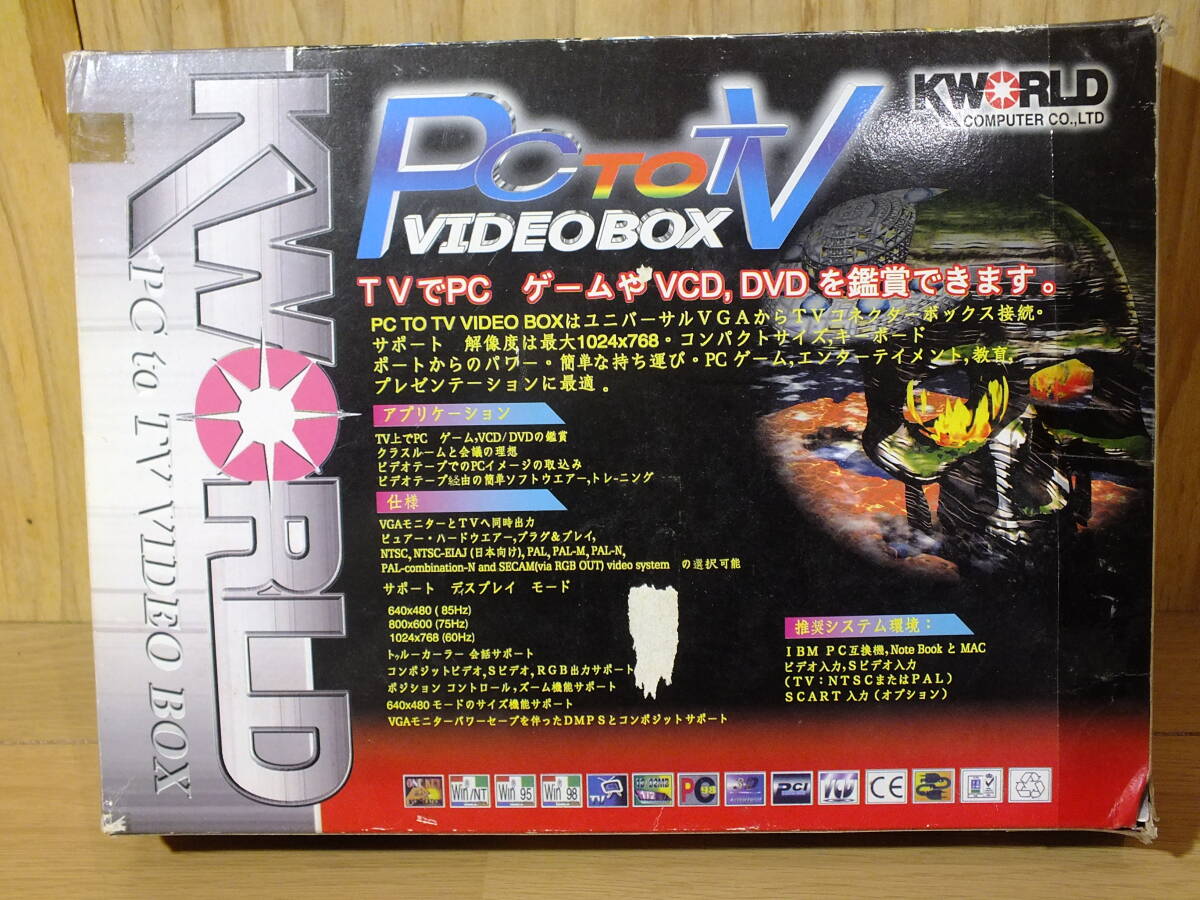 KWORLD
PC to TV VIDEO BOX
PC TO TV
VIDEO BOX
KWORLD
COMPUTER CO.,LTD
TVでPC ゲームや VCD, DVD を鑑賞できます。
PC TO TV VIDEO BOXはユニバーサルVGAからTVコネクターボックス接続・
サポート 解像度は最大1024x768・コンパクトサイズ,キーボード
ポートからのパワー・簡単な持ち運び・PCゲーム,エンターテイメント,教育,
プレゼンテーションに最適。
アプリケーション
TV上でPC ゲーム,VCD/DVDの鑑賞
クラスルームと会議の理想
ビデオテープでのPCイメージの取込み
ビデオテープ経由の簡単ソフトウエアー,トレーニング
仕様
VGAモニターとTVへ同時出力
ピュアー・ハードウエアー,プラグ&プレイ,
NTSC, NTSC-EIAJ (日本向け), PAL, PAL-M, PAL-N,
PAL-combination-N and SECAM(via RGB OUT) video system の選択可能
サポート デスプレイ モード
640x480 ( 85Hz)
800x600 (75Hz)
1024x768 (60Hz)
トゥルーカーラー 会話サポート
コンポジットビデオ,Sビデオ,RGB出力サポート
ポジション コントロール,ズーム機能サポート
640x480 モードのサイズ機能サポート
VGAモニターパワーセーブを伴ったDMPSとコンポジットサポート
推奨システム環境：
IBM PC互換機, Note Book と MAC
ビデオ入力,Sビデオ入力
(TV：NTSCまたはPAL)
SCART 入力 (オプション)
Win/NT
Win 95
Win 98
TV
PC 98
PCI
VCD
CE